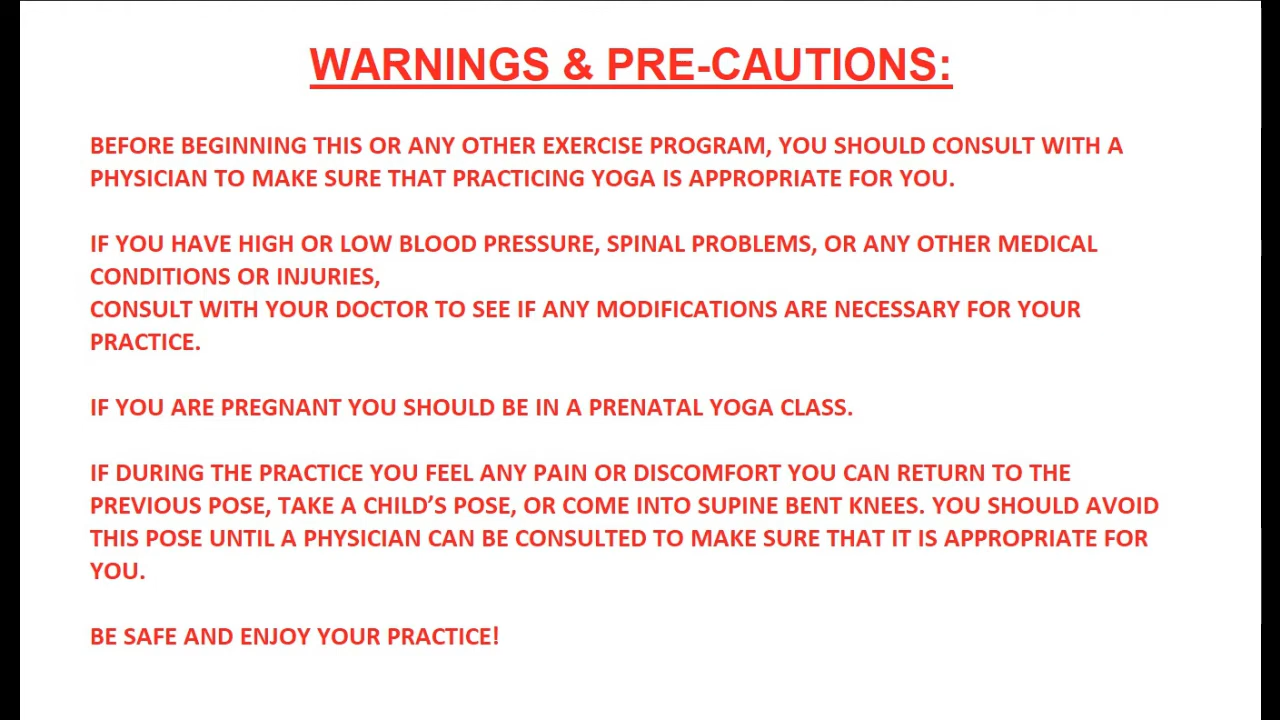 WARNINGS & PRE-CAUTIONS:
BEFORE BEGINNING THIS OR ANY OTHER EXERCISE PROGRAM, YOU SHOULD CONSULT WITH A
PHYSICIAN TO MAKE SURE THAT PRACTICING YOGA IS APPROPRIATE FOR YOU.
IF YOU HAVE HIGH OR LOW BLOOD PRESSURE, SPINAL PROBLEMS, OR ANY OTHER MEDICAL
CONDITIONS OR INJURIES,
CONSULT WITH YOUR DOCTOR TO SEE IF ANY MODIFICATIONS ARE NECESSARY FOR YOUR
PRACTICE.
IF YOU ARE PREGNANT YOU SHOULD BE IN A PRENATAL YOGA CLASS.
IF DURING THE PRACTICE YOU FEEL ANY PAIN OR DISCOMFORT YOU CAN RETURN TO THE
PREVIOUS POSE, TAKE A CHILD’S POSE, OR COME INTO SUPINE BENT KNEES. YOU SHOULD AVOID
THIS POSE UNTIL A PHYSICIAN CAN BE CONSULTED TO MAKE SURE THAT IT IS APPROPRIATE FOR
YOU.
BE SAFE AND ENJOY YOUR PRACTICE!